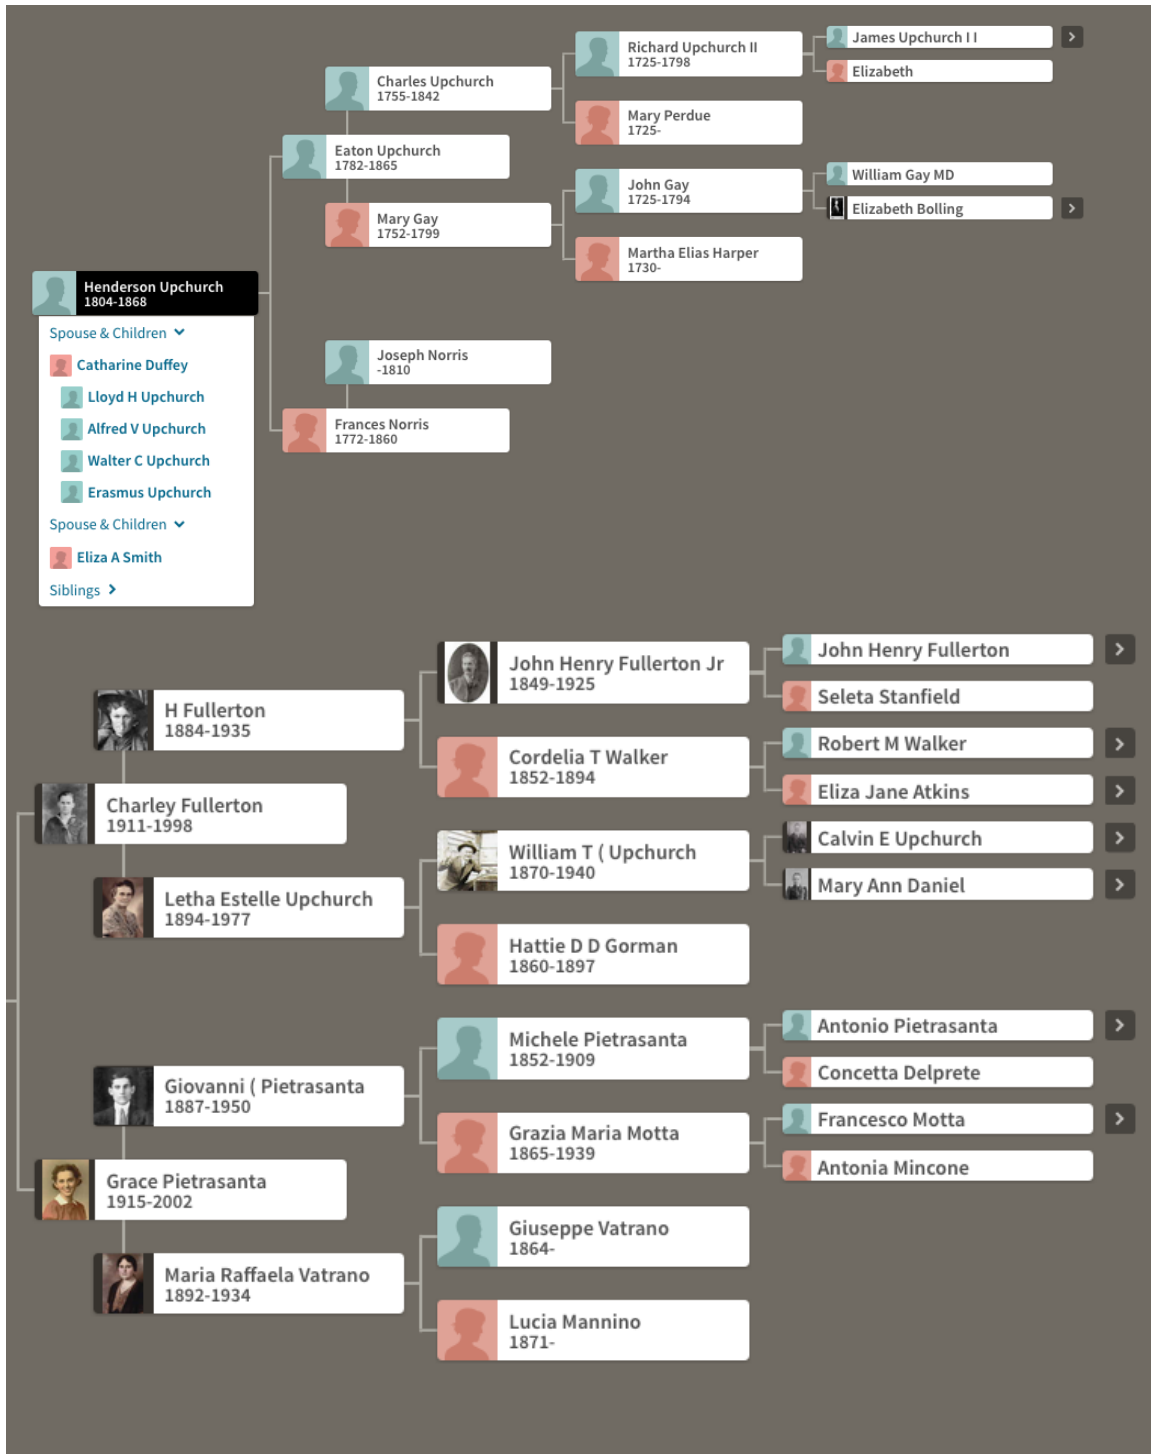 James Upchurch I I
Richard Upchurch II
1725-1798
Elizabeth
Charles Upchurch
1755-1842
Mary Perdue
1725-
Eaton Upchurch
1782-1865
William Gay MD
John Gay
1725-1794
Elizabeth Bolling
Mary Gay
1752-1799
Martha Elias Harper
1730-
Henderson Upchurch
1804-1868
Spouse & Children
Catharine Duffey
Lloyd H Upchurch
Alfred V Upchurch
Walter C Upchurch
Erasmus Upchurch
Spouse & Children
Eliza A Smith
Siblings
Joseph Norris
-1810
Frances Norris
1772-1860
John Henry Fullerton
John Henry Fullerton Jr
1849-1925
Seleta Stanfield
H Fullerton
1884-1935
Robert M Walker
Cordelia T Walker
1852-1894
Eliza Jane Atkins
Charley Fullerton
1911-1998
Calvin E Upchurch
William T ( Upchurch
1870-1940
Mary Ann Daniel
Letha Estelle Upchurch
1894-1977
Hattie D D Gorman
1860-1897
Antonio Pietrasanta
Michele Pietrasanta
1852-1909
Concetta Delprete
Giovanni ( Pietrasanta
1887-1950
Francesco Motta
Grazia Maria Motta
1865-1939
Antonia Mincone
Grace Pietrasanta
1915-2002
Giuseppe Vatrano
1864-
Maria Raffaela Vatrano
1892-1934
Lucia Mannino
1871-